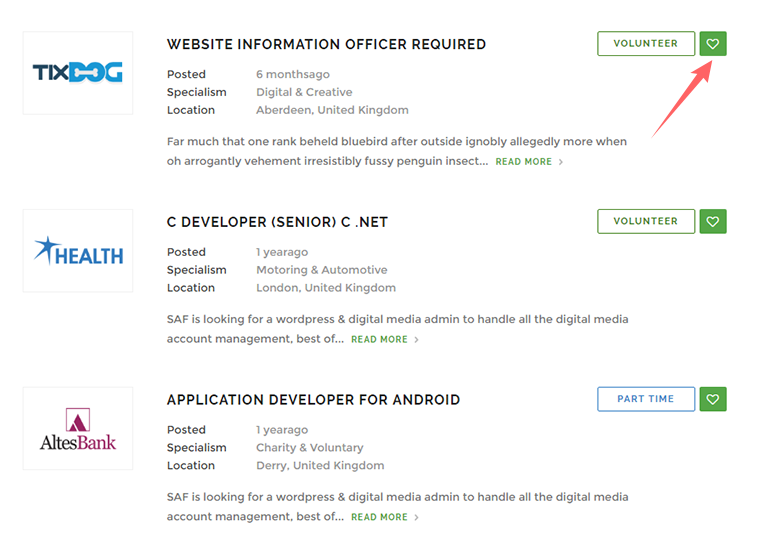 TIXDOG
WEBSITE INFORMATION OFFICER REQUIRED
VOLUNTEER
Posted 6 monthsago
Specialism Digital & Creative
Location Aberdeen, United Kingdom
Far much that one rank beheld bluebird after outside ignobly allegedly more when
oh arrogantly vehement irresistibly fussy penguin insect... READ MORE >
HEALTH
C DEVELOPER (SENIOR) C .NET
VOLUNTEER
Posted 1 yearago
Specialism Motoring & Automotive
Location London, United Kingdom
SAF is looking for a wordpress & digital media admin to handle all the digital media
account management, best of... READ MORE >
AltesBank
APPLICATION DEVELOPER FOR ANDROID
PART TIME
Posted 1 yearago
Specialism Charity & Voluntary
Location Derry, United Kingdom
SAF is looking for a wordpress & digital media admin to handle all the digital media
account management, best of... READ MORE >